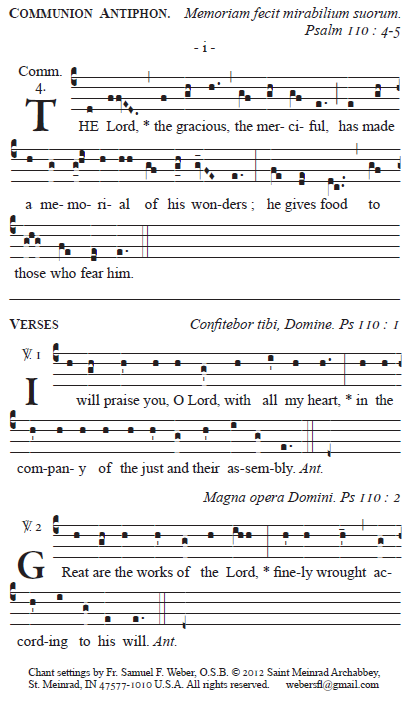 COMMUNION ANTIPHON. Memoriam fecit mirabilium suorum.
Psalm 110 : 4-5
- i -
Comm.
4.
THE Lord, * the gracious, the mer- ci- ful, has made
a me- mo- ri- al of his won-ders ; he gives food to
those who fear him.
VERSES Confitebor tibi, Domine. Ps 110 : 1
℣. 1
I will praise you, O Lord, with all my heart, * in the
com-pan- y of the just and their as-sem-bly. Ant.
Magna opera Domini. Ps 110 : 2
℣. 2
GReat are the works of the Lord, * fine-ly wrought ac-
cord-ing to his will. Ant.
Chant settings by Fr. Samuel F. Weber, O.S.B. © 2012 Saint Meinrad Archabbey,
St. Meinrad, IN 47577-1010 U.S.A. All rights reserved. webersfl@gmail.com